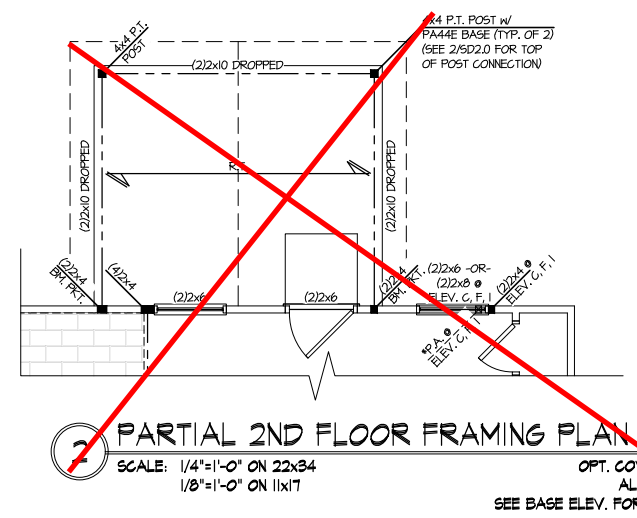 4x4 P.T.
POST
4x4 P.T. POST W/
PA44E BASE (TYP. OF 2)
(SEE 2/SD2.0 FOR TOP
OF POST CONNECTION)
(2)2x10 DROPPED
(2)2x10 DROPPED
(2)2x10 DROPPED
(2)2x4
BM. PKT.
(4)2x4
(2)2x6
(2)2x6
(2)2x4
BM. PKT.
(2)2x6 -OR-
(2)2x8 @
ELEV. C, F, I
(2)2x4 @
ELEV. C, F, I
*P.A. @
ELEV. C, F, I
2
PARTIAL 2ND FLOOR FRAMING PLAN
SCALE: 1/4"=1'-0" ON 22x34
1/8"=1'-0" ON 11x17
OPT. CO
AL
SEE BASE ELEV. FOR